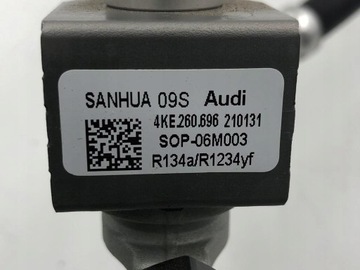 SANHUA 09S Audi
4KE.260.696 210131
SOP-06M003
R134a/R1234yf